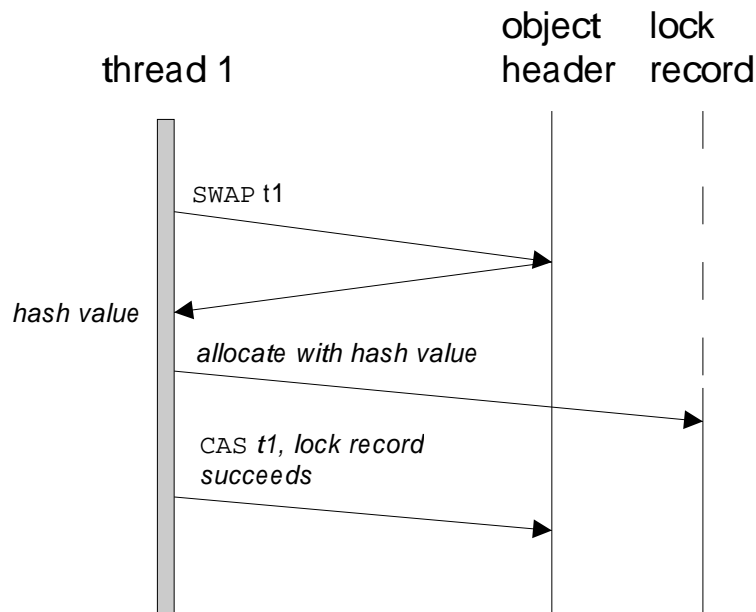 object lock
thread 1 header record
SWAP t1
hash value
allocate with hash value
CAS t1, lock record
succeeds